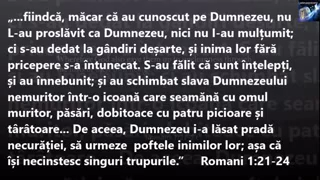 „...fiindcă, măcar că au cunoscut pe Dumnezeu, nu
L-au proslăvit ca Dumnezeu, nici nu I-au mulțumit;
ci s-au dedat la gândiri deșarte, și inima lor fără
pricepere s-a întunecat. S-au fălit că sunt înțelepți,
și au înnebunit; și au schimbat slava Dumnezeului
nemuritor într-o icoană care seamănă cu omul
muritor, păsări, dobitoace cu patru picioare și
târâtoare... De aceea, Dumnezeu i-a lăsat pradă
necurăției, să urmeze poftele inimilor lor; așa că
își necinstesc singuri trupurile.” Romani 1:21-24